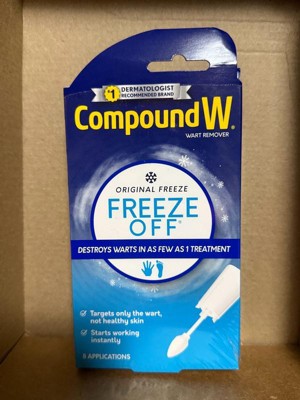 #1 DERMATOLOGIST
RECOMMENDED BRAND
CompoundW®
WART REMOVER
ORIGINAL FREEZE
FREEZE
OFF
DESTROYS WARTS IN AS FEW AS 1 TREATMENT
Targets only the wart,
not healthy skin
Starts working
instantly
8 APPLICATIONS